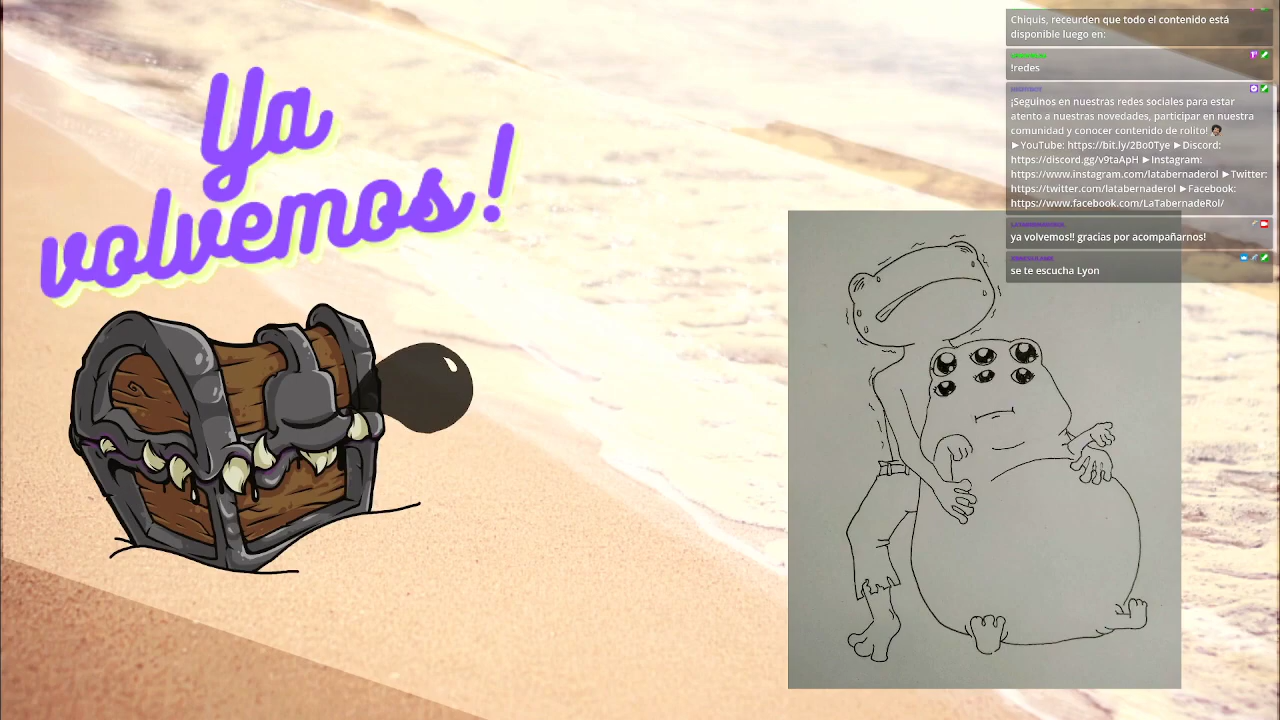 Ya
volvemos!
Chiquis, receurden que todo el contenido está
disponible luego en:
!redes
¡Seguinos en nuestras redes sociales para estar
atento a nuestras novedades, participar en nuestra
comunidad y conocer contenido de rolito!
►YouTube: https://bit.ly/2Bo0Tye ►Discord:
https://discord.gg/v9taApH ►Instagram:
https://www.instagram.com/latabernaderol ►Twitter:
https://twitter.com/latabernaderol ►Facebook:
https://www.facebook.com/LaTabernadeRol/
ya volvemos!! gracias por acompañarnos!
se te escucha Lyon